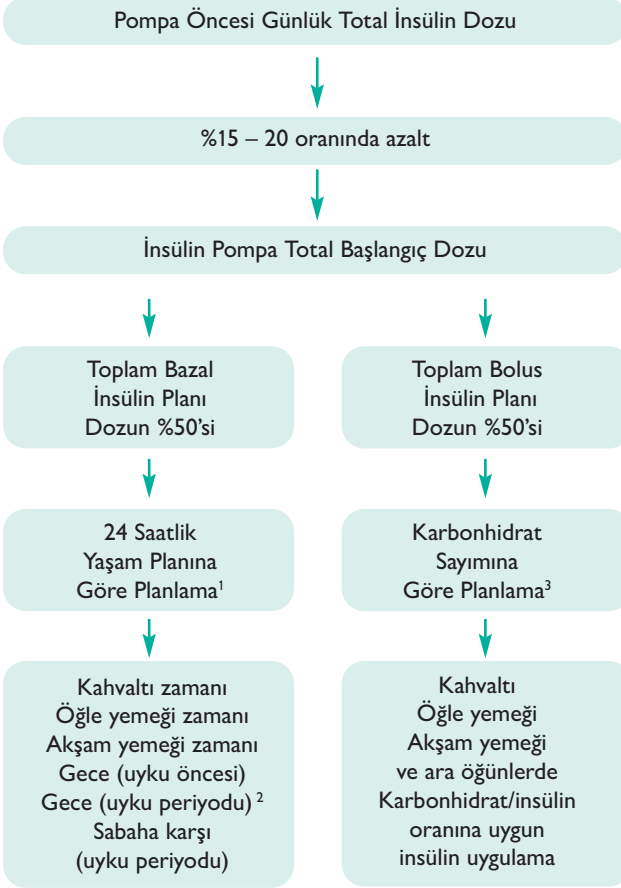 Pompa Öncesi Günlük Total İnsülin Dozu
%15 – 20 oranında azalt
İnsülin Pompa Total Başlangıç Dozu
Toplam Bazal
İnsülin Planı
Dozun %50'si
Toplam Bolus
İnsülin Planı
Dozun %50'si
24 Saatlik
Yaşam Planına
Göre Planlama¹
Karbonhidrat
Sayımına
Göre Planlama³
Kahvaltı zamanı
Öğle yemeği zamanı
Akşam yemeği zamanı
Gece (uyku öncesi)
Gece (uyku periyodu) ²
Sabaha karşı
(uyku periyodu)
Kahvaltı
Öğle yemeği
Akşam yemeği
ve ara öğünlerde
Karbonhidrat/insülin
oranına uygun
insülin uygulama